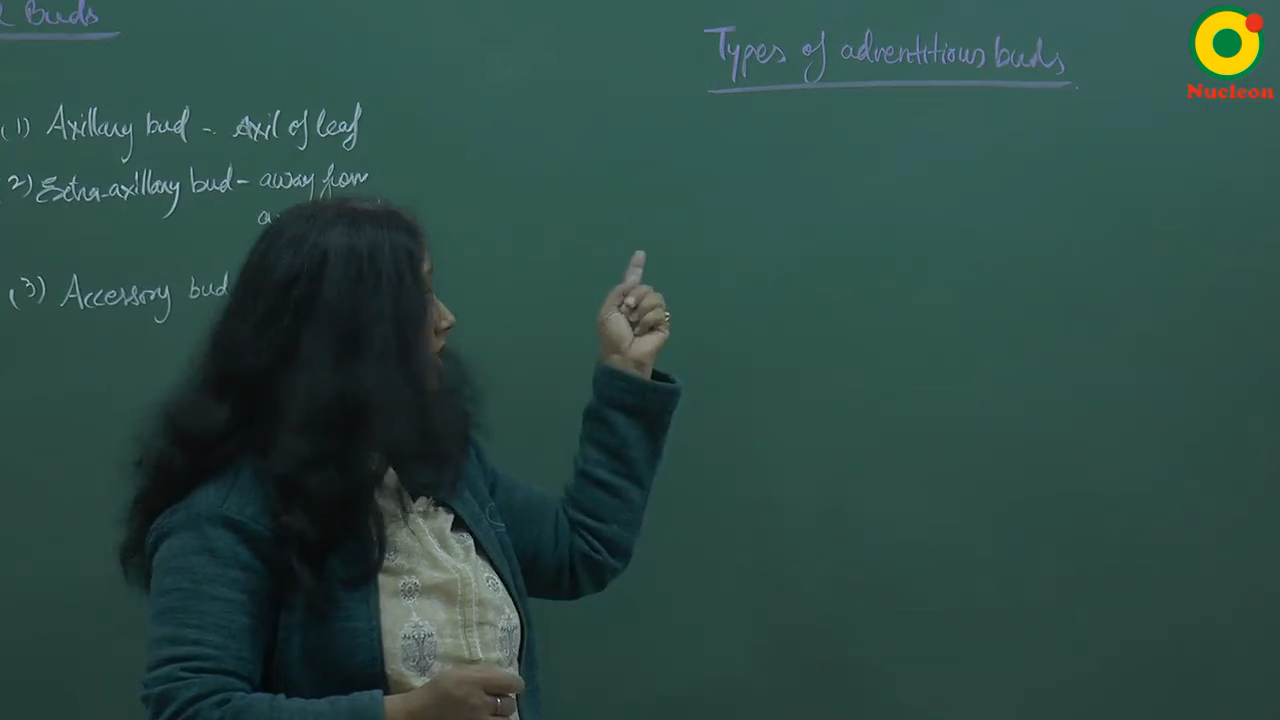 Buds
(1) Axillary bud - Axil of leaf
2) Extra-axillary bud - away from
(3) Accessory bud
Types of adventitious buds
Nucleon